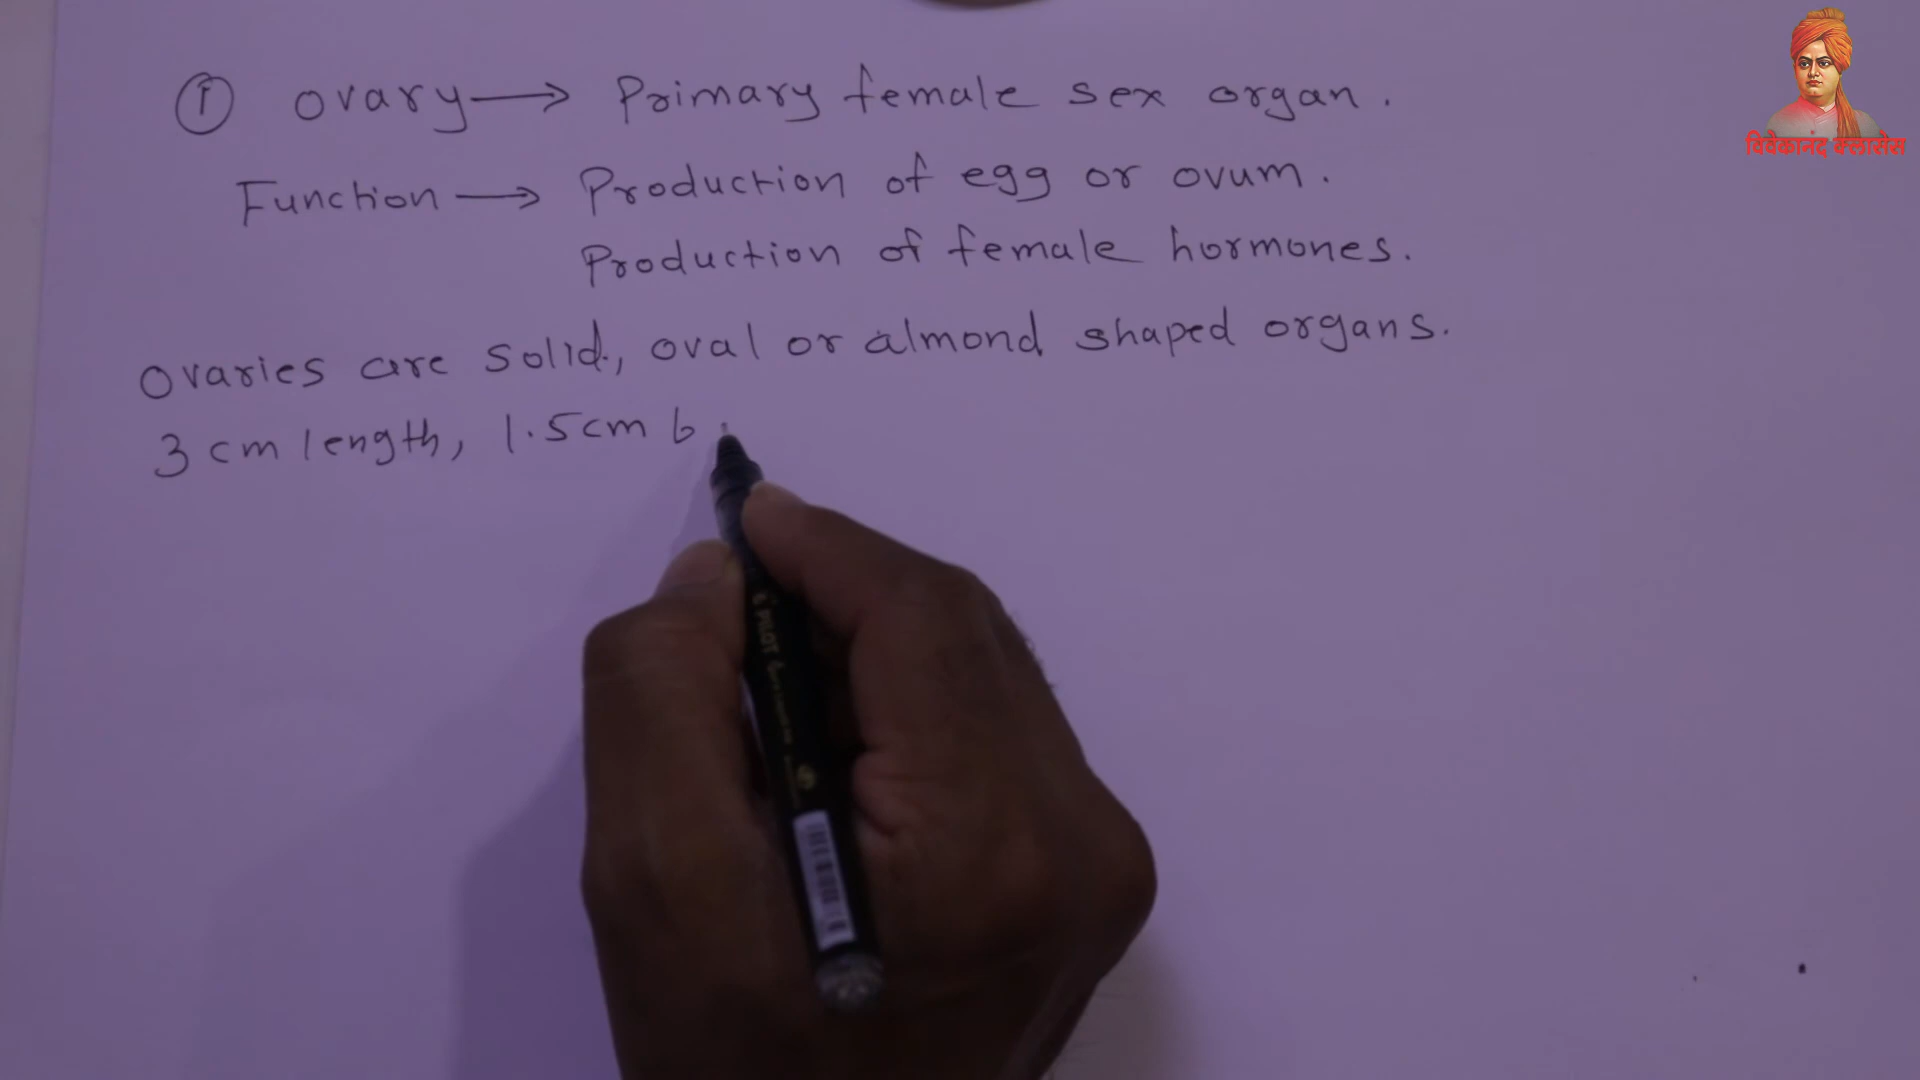 ① Ovary → Primary female sex organ.
Function → Production of egg or ovum.
Production of female hormones.
Ovaries are solid, oval or almond shaped organs.
3 cm length, 1.5cm b
PILOT
विवेकानंद क्लासेस